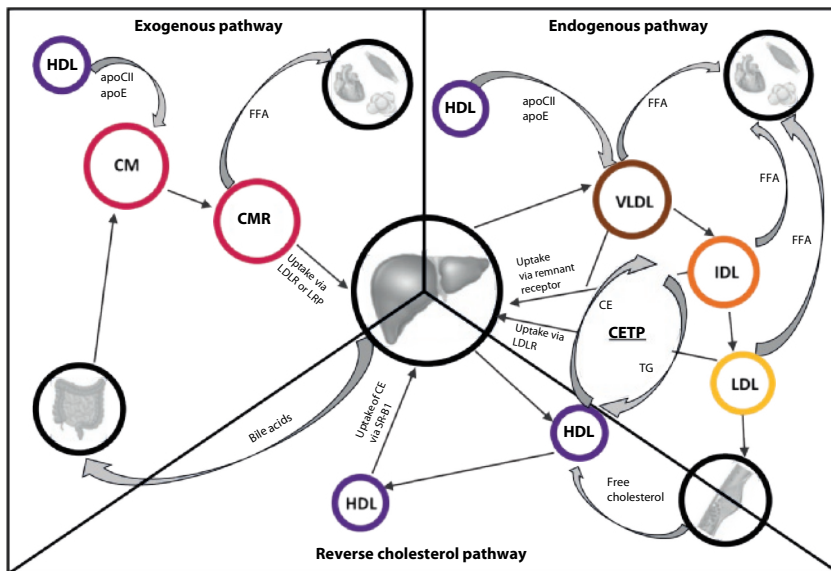 Exogenous pathway
HDL
apoCII
apoE
FFA
CM
CMR
Uptake via
LDLR or LRP
Bile acids
Endogenous pathway
HDL
apoCII
apoE
FFA
VLDL
FFA
IDL
FFA
Uptake
via remnant
receptor
CE
CETP
TG
Uptake via
LDLR
LDL
HDL
Uptake of CE
via SR-B1
HDL
Free
cholesterol
Reverse cholesterol pathway